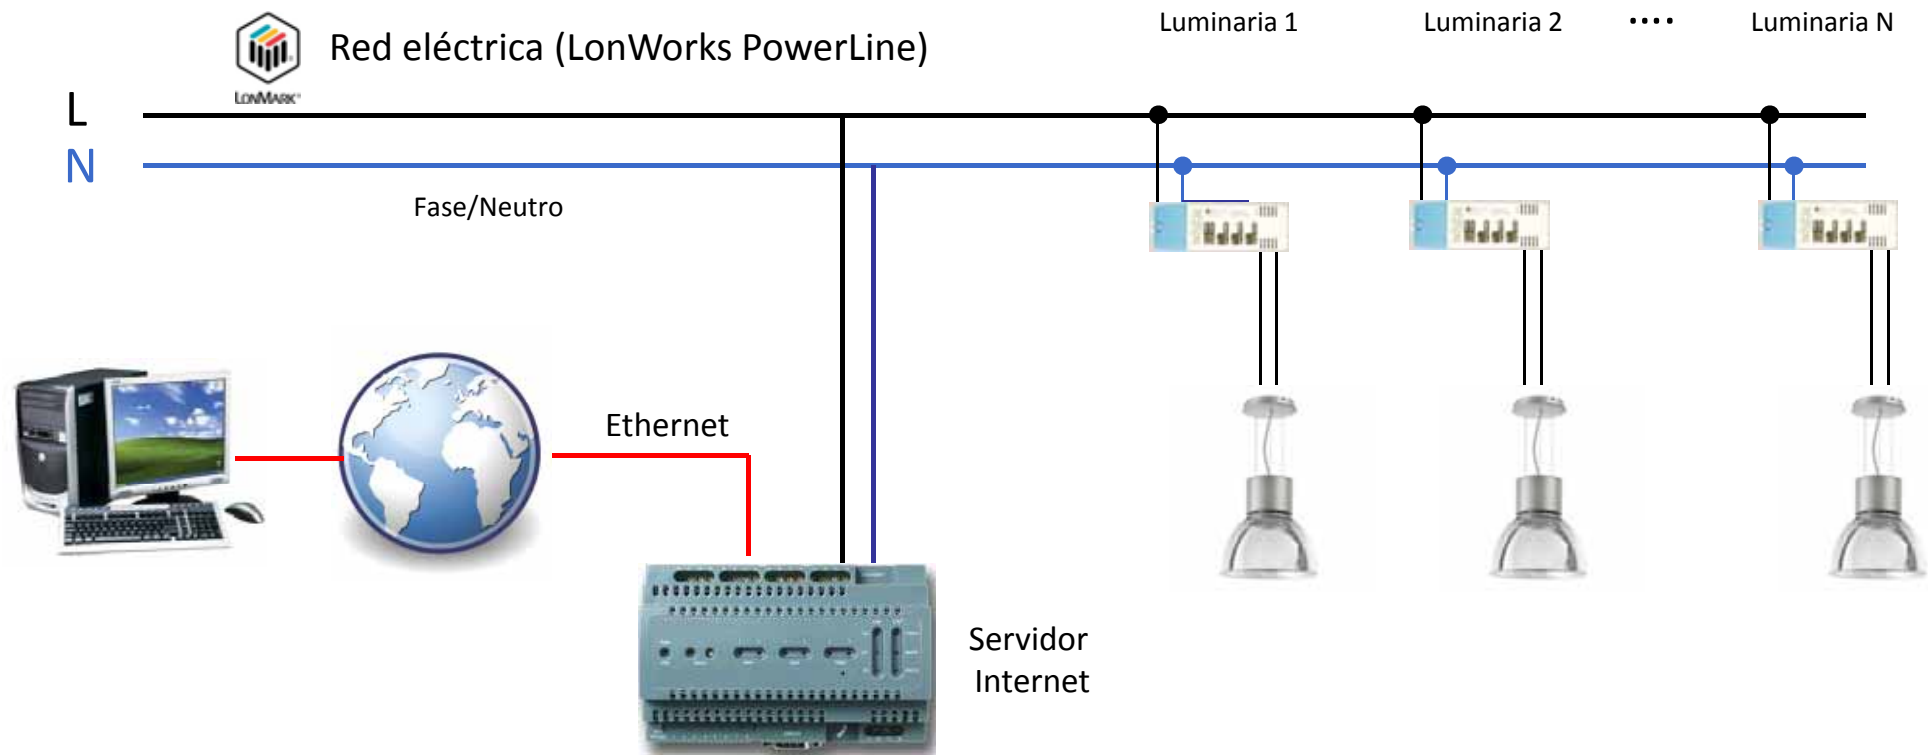 Luminaria 1
Luminaria 2
....
Luminaria N
Red eléctrica (LonWorks PowerLine)
LONMARK
L
N
Fase/Neutro
Ethernet
Servidor
Internet